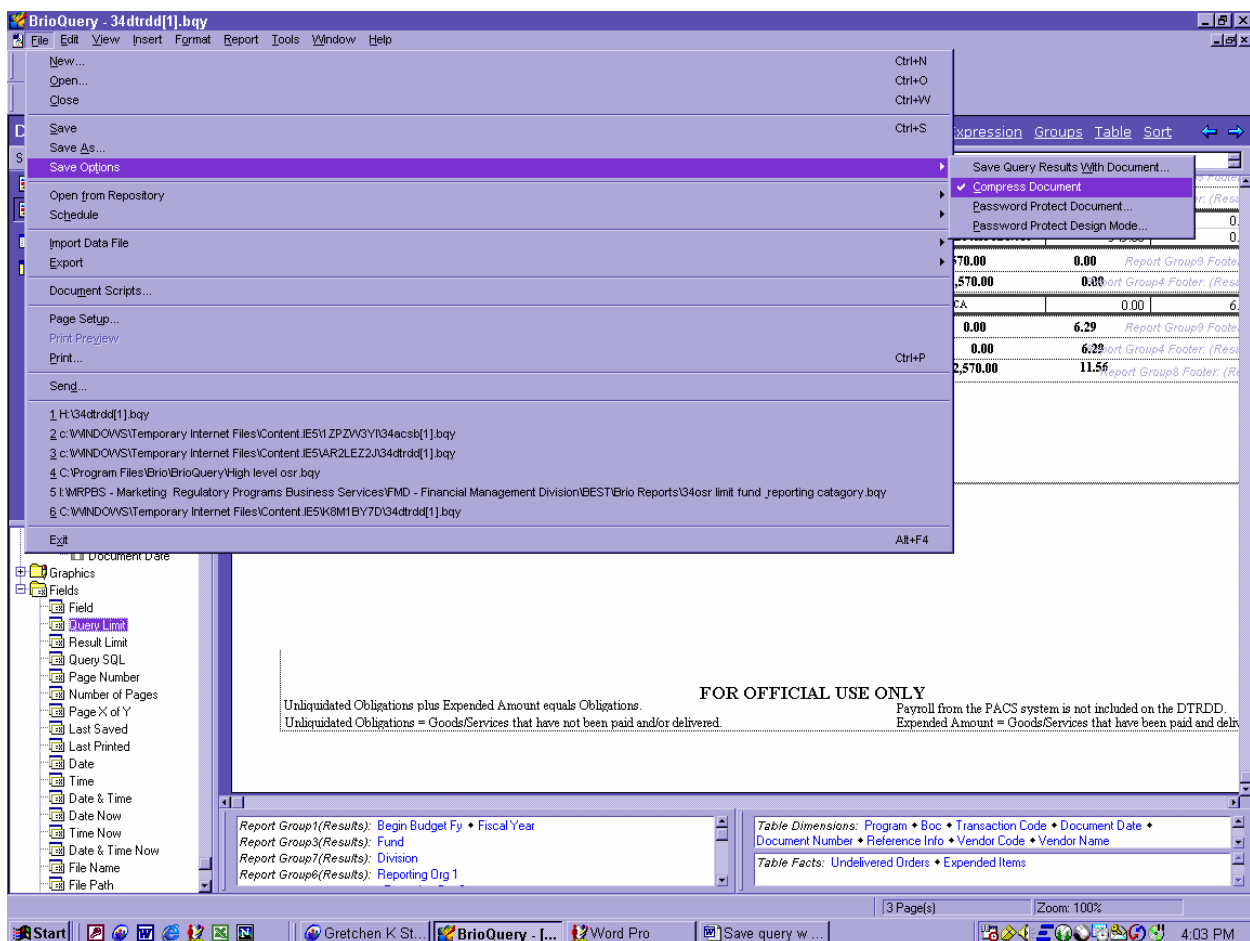 BrioQuery - 34dtrdd[1].bqy
File Edit View Insert Format Report Tools Window Help
New... Ctrl+N
Open... Ctrl+O
Close Ctrl+W
Save Ctrl+S
Save As...
Save Options
Open from Repository
Schedule
Import Data File
Export
Document Scripts...
Page Setup...
Print Preview
Print... Ctrl+P
Send...
1 H:\34dtrdd[1].bqy
2 c:\WINDOWS\Temporary Internet Files\Content.IE5\1ZPZW3YI\34acsb[1].bqy
3 c:\WINDOWS\Temporary Internet Files\Content.IE5\AR2LEZ2J\34dtrdd[1].bqy
4 C:\Program Files\Brio\BrioQuery\High level osr.bqy
5 I:\MRPBS - Marketing Regulatory Programs Business Services\FMD - Financial Management Division\BEST\Brio Reports\34osr limit fund_reporting catagory.bqy
6 C:\WINDOWS\Temporary Internet Files\Content.IE5\K8M1BY7D\34dtrdd[1].bqy
Exit Alt+F4
Expression Groups Table Sort
Save Query Results With Document...
Compress Document
Password Protect Document...
Password Protect Design Mode...
0.
0.
570.00 0.00 Report Group9 Foote
,570.00 0.00 port Group4 Footer: (Resu
CA 0.00 6.
0.00 6.29 Report Group9 Foote
0.00 6.29 port Group4 Footer: (Resu
2,570.00 11.56 Report Group8 Footer: (Re
Document Date
Graphics
Fields
Field
Query Limit
Result Limit
Query SQL
Page Number
Number of Pages
Page X of Y
Last Saved
Last Printed
Date
Time
Date & Time
Date Now
Time Now
Date & Time Now
File Name
File Path
FOR OFFICIAL USE ONLY
Unliquidated Obligations plus Expended Amount equals Obligations.
Payroll from the PACS system is not included on the DTRDD.
Unliquidated Obligations = Goods/Services that have not been paid and/or delivered.
Expended Amount = Goods/Services that have been paid and deliv
Report Group1(Results): Begin Budget Fy ♦ Fiscal Year
Report Group3(Results): Fund
Report Group7(Results): Division
Report Group6(Results): Reporting Org 1
Table Dimensions: Program ♦ Boc ♦ Transaction Code ♦ Document Date ♦
Document Number ♦ Reference Info ♦ Vendor Code ♦ Vendor Name
Table Facts: Undelivered Orders ♦ Expended Items
3 Page(s) Zoom: 100%
Start Gretchen K St... BrioQuery - [... Word Pro Save query w ... 4:03 PM